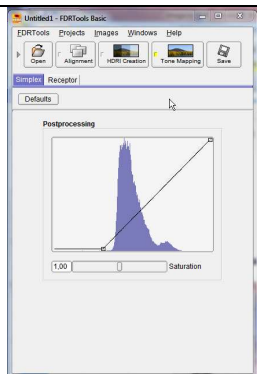 Untitled1 - FDRTools Basic
FDRTools Projects Images Windows Help
Open Alignment HDRI Creation Tone Mapping Save
Simplex Receptor
Defaults
Postprocessing
1,00 Saturation